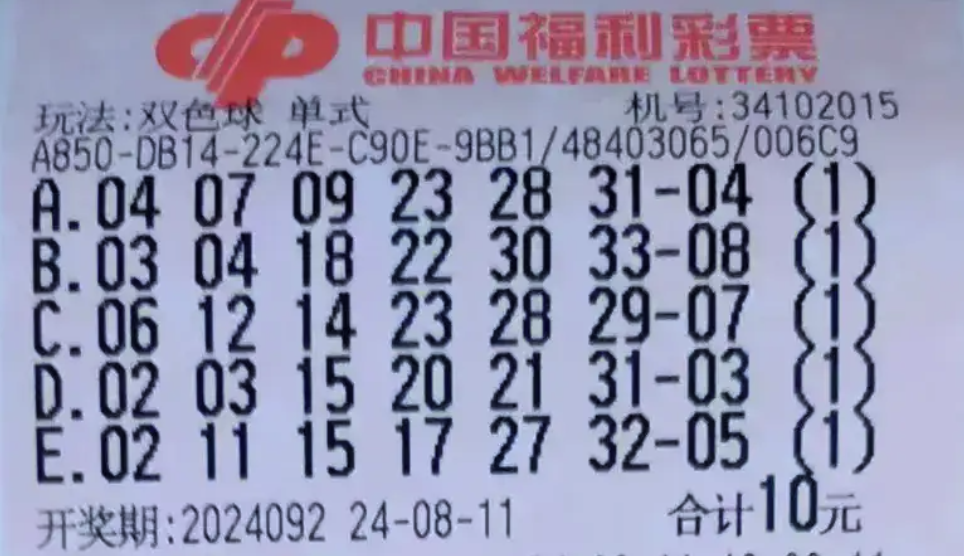 中国福利彩票
CHINA WELFARE LOTTERY
玩法:双色球 单式 机号:34102015
A850-DB14-224E-C90E-9BB1/48403065/006C9
A.04 07 09 23 28 31-04 (1)
B.03 04 18 22 30 33-08 (1)
C.06 12 14 23 28 29-07 (1)
D.02 03 15 20 21 31-03 (1)
E.02 11 15 17 27 32-05 (1)
开奖期:2024092 24-08-11 合计10元